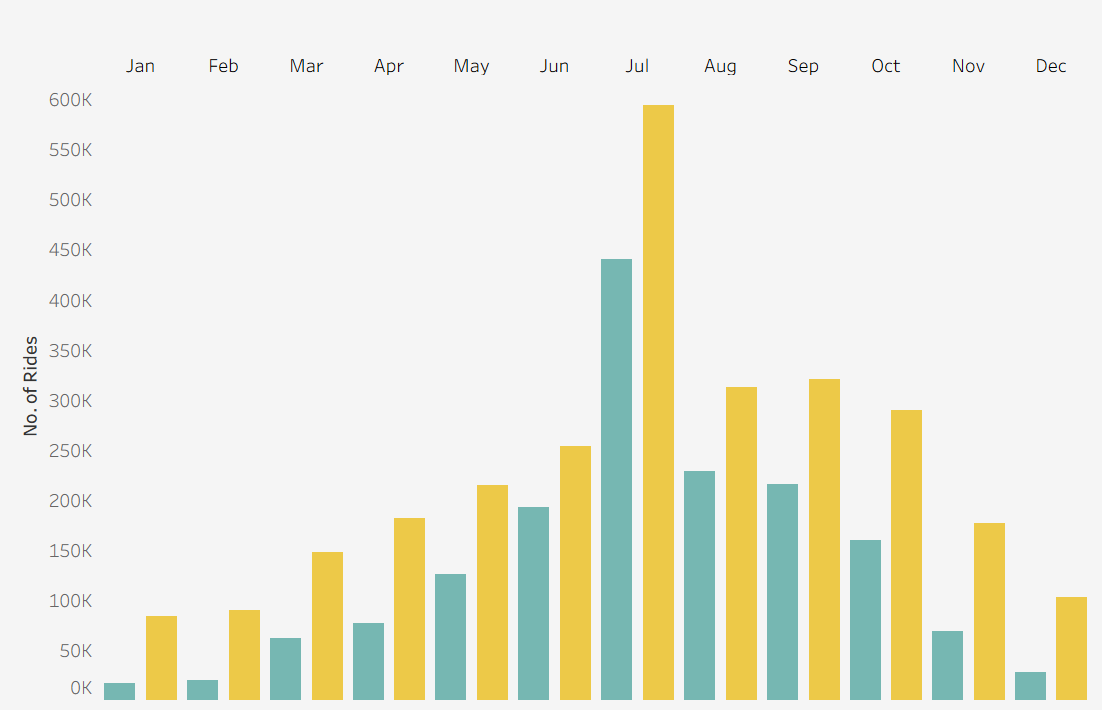 Jan Feb Mar Apr May Jun Jul Aug Sep Oct Nov Dec
600K
550K
500K
450K
400K
350K
300K
250K
200K
150K
100K
50K
0K
No. of Rides